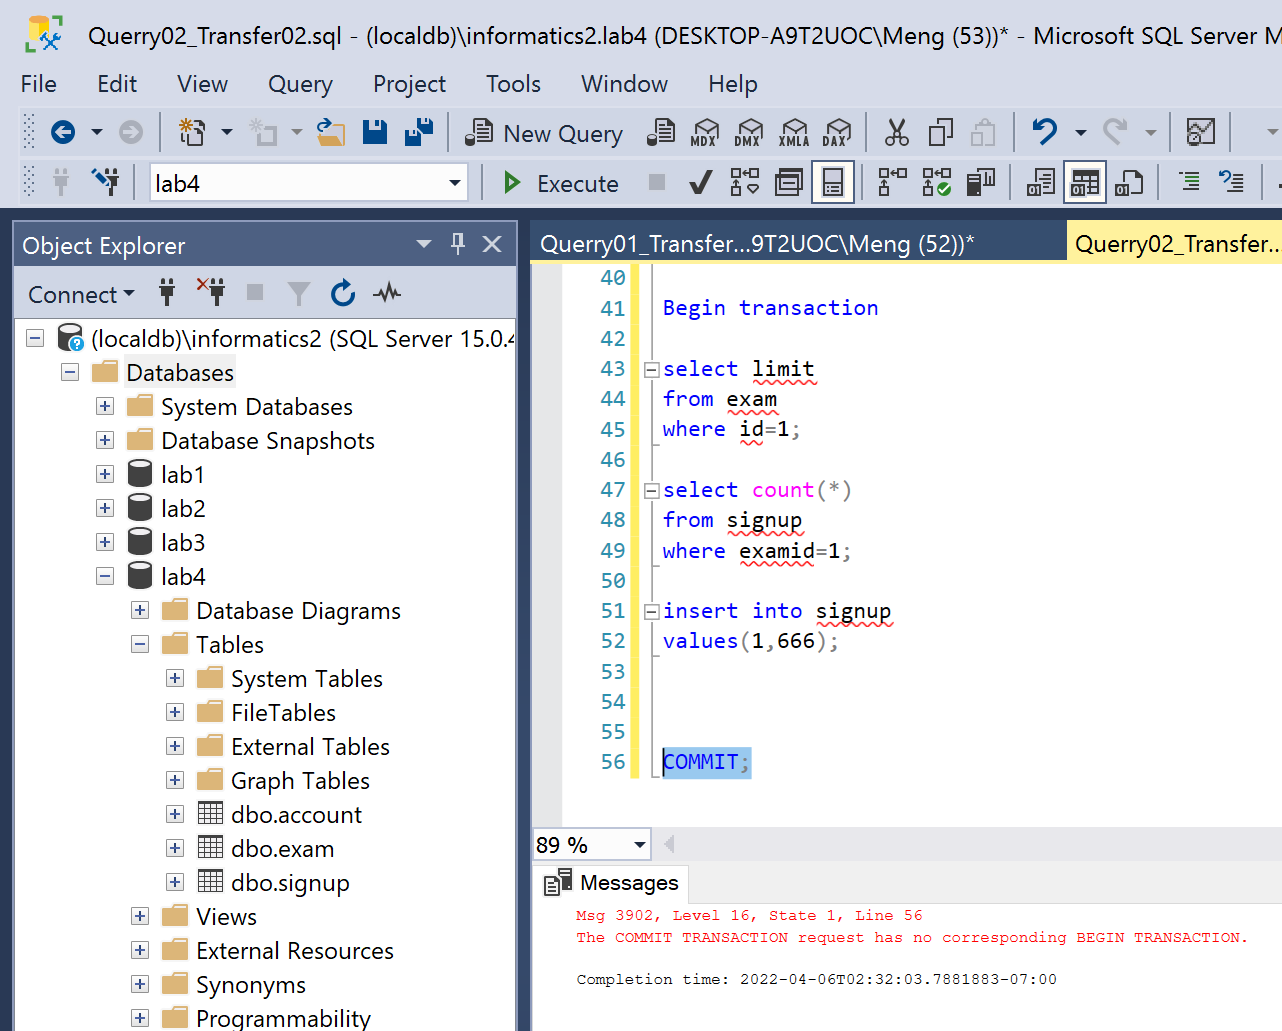 Querry02_Transfer02.sql - (localdb)\informatics2.lab4 (DESKTOP-A9T2UOC\Meng (53))* - Microsoft SQL Server M
File Edit View Query Project Tools Window Help
New Query MDX DMX XMLA DAX
lab4 Execute
Object Explorer
Connect
(localdb)\informatics2 (SQL Server 15.0.4
Databases
System Databases
Database Snapshots
lab1
lab2
lab3
lab4
Database Diagrams
Tables
System Tables
FileTables
External Tables
Graph Tables
dbo.account
dbo.exam
dbo.signup
Views
External Resources
Synonyms
Programmability
Querry01_Transfer...9T2UOC\Meng (52))* Querry02_Transfer...
40
41 Begin transaction
42
43 select limit
44 from exam
45 where id=1;
46
47 select count(*)
48 from signup
49 where examid=1;
50
51 insert into signup
52 values(1,666);
53
54
55
56 COMMIT;
89 %
Messages
Msg 3902, Level 16, State 1, Line 56
The COMMIT TRANSACTION request has no corresponding BEGIN TRANSACTION.
Completion time: 2022-04-06T02:32:03.7881883-07:00